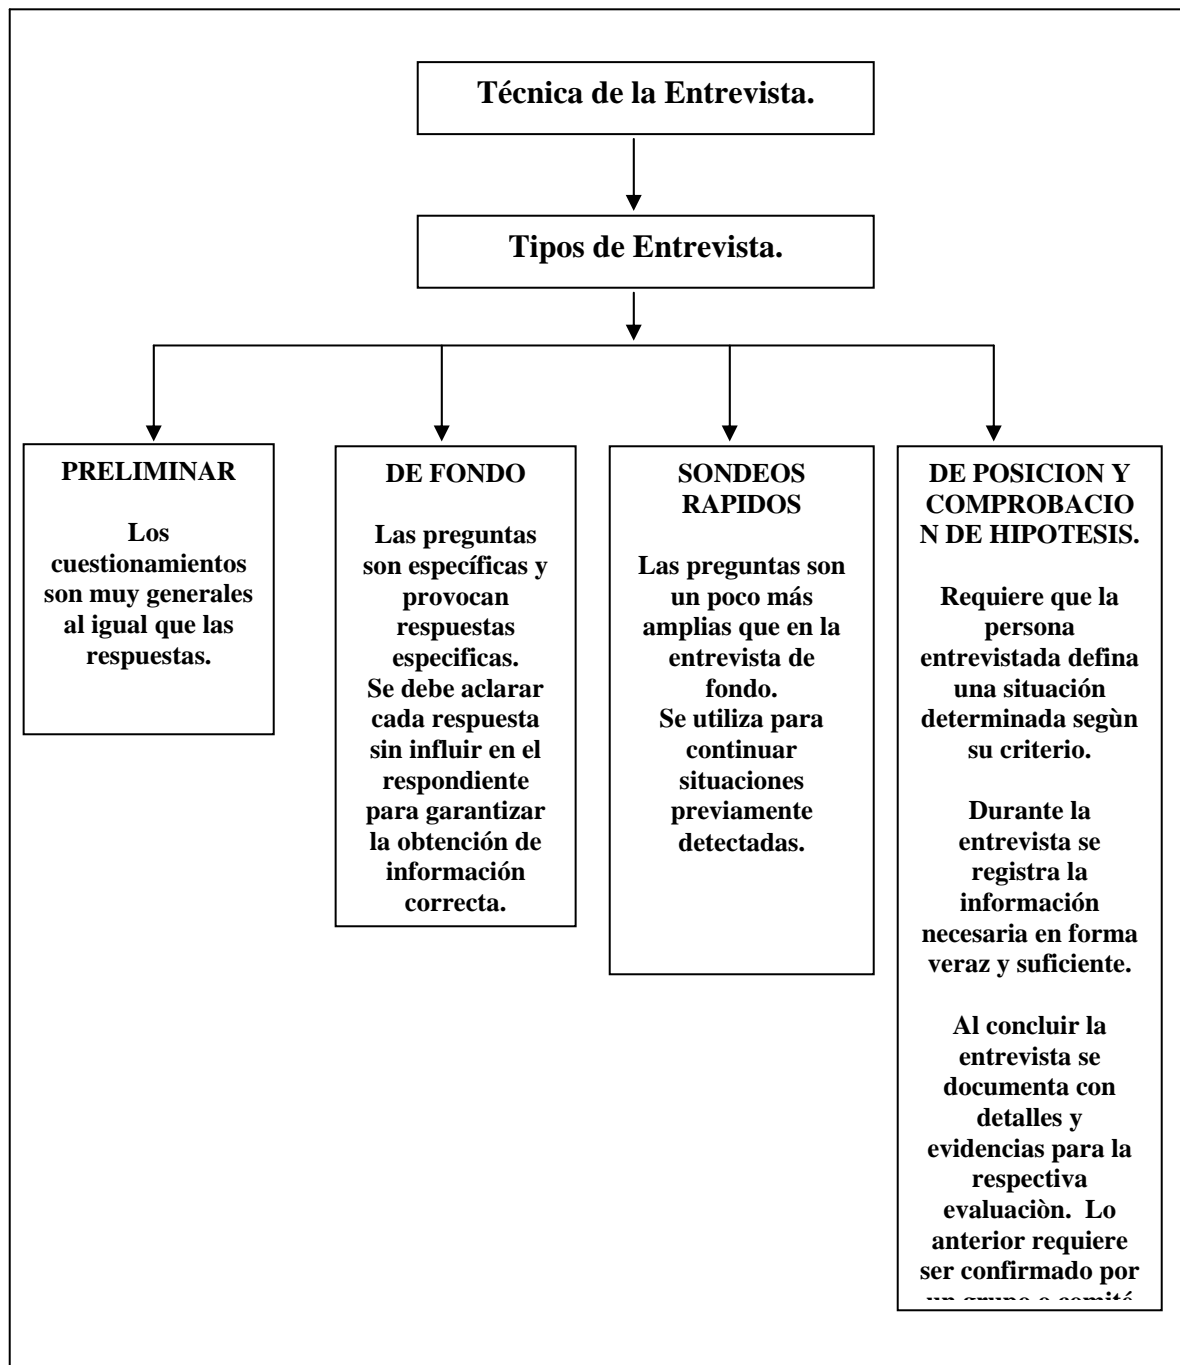 Técnica de la Entrevista.
Tipos de Entrevista.
PRELIMINAR
Los
cuestionamientos
son muy generales
al igual que las
respuestas.
DE FONDO
Las preguntas
son específicas y
provocan
respuestas
especificas.
Se debe aclarar
cada respuesta
sin influir en el
respondiente
para garantizar
la obtención de
información
correcta.
SONDEOS
RAPIDOS
Las preguntas son
un poco más
amplias que en la
entrevista de
fondo.
Se utiliza para
continuar
situaciones
previamente
detectadas.
DE POSICION Y
COMPROBACIO
N DE HIPOTESIS.
Requiere que la
persona
entrevistada defina
una situación
determinada segùn
su criterio.
Durante la
entrevista se
registra la
información
necesaria en forma
veraz y suficiente.
Al concluir la
entrevista se
documenta con
detalles y
evidencias para la
respectiva
evaluaciòn. Lo
anterior requiere
ser confirmado por
un grupo o comité